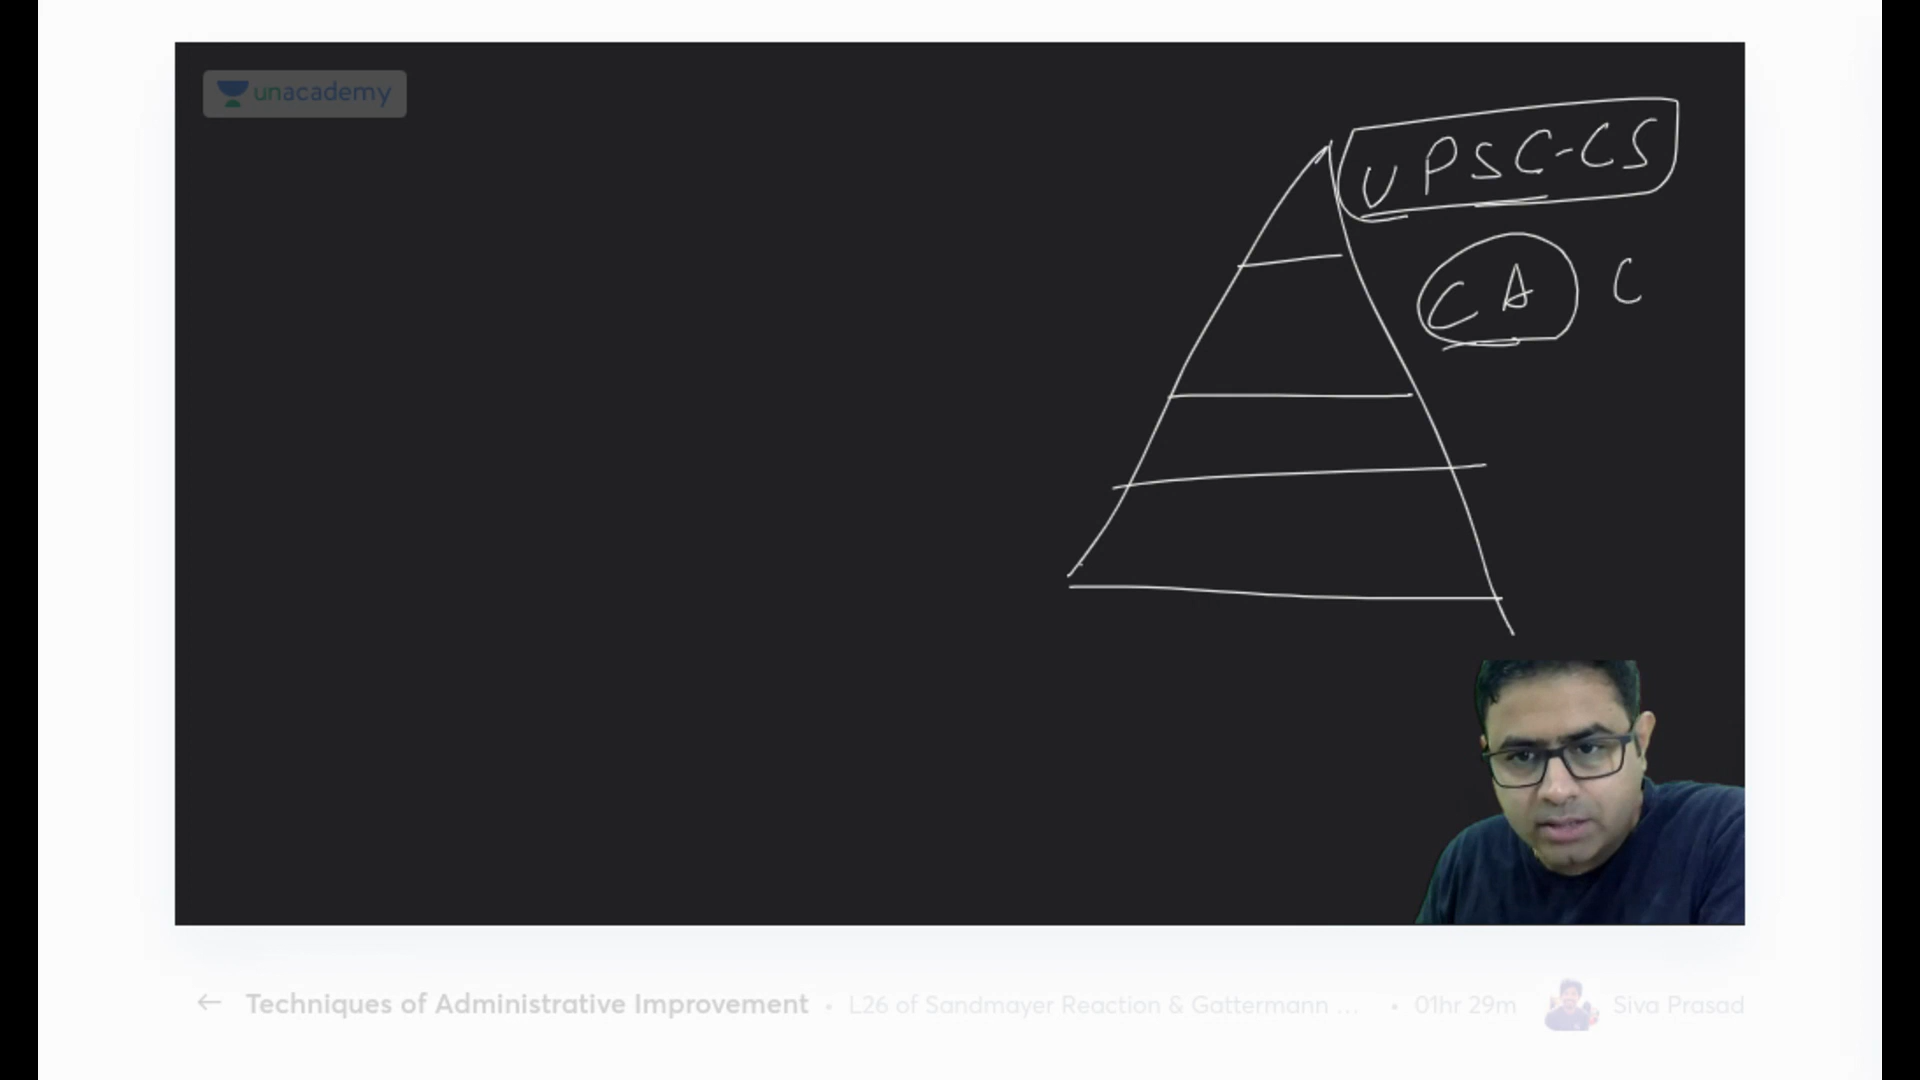 unacademy
UPSC-CS
CA C
Techniques of Administrative Improvement • L26 of Sandmayer Reaction & Gattermann ... • 01hr 29m Siva Prasad